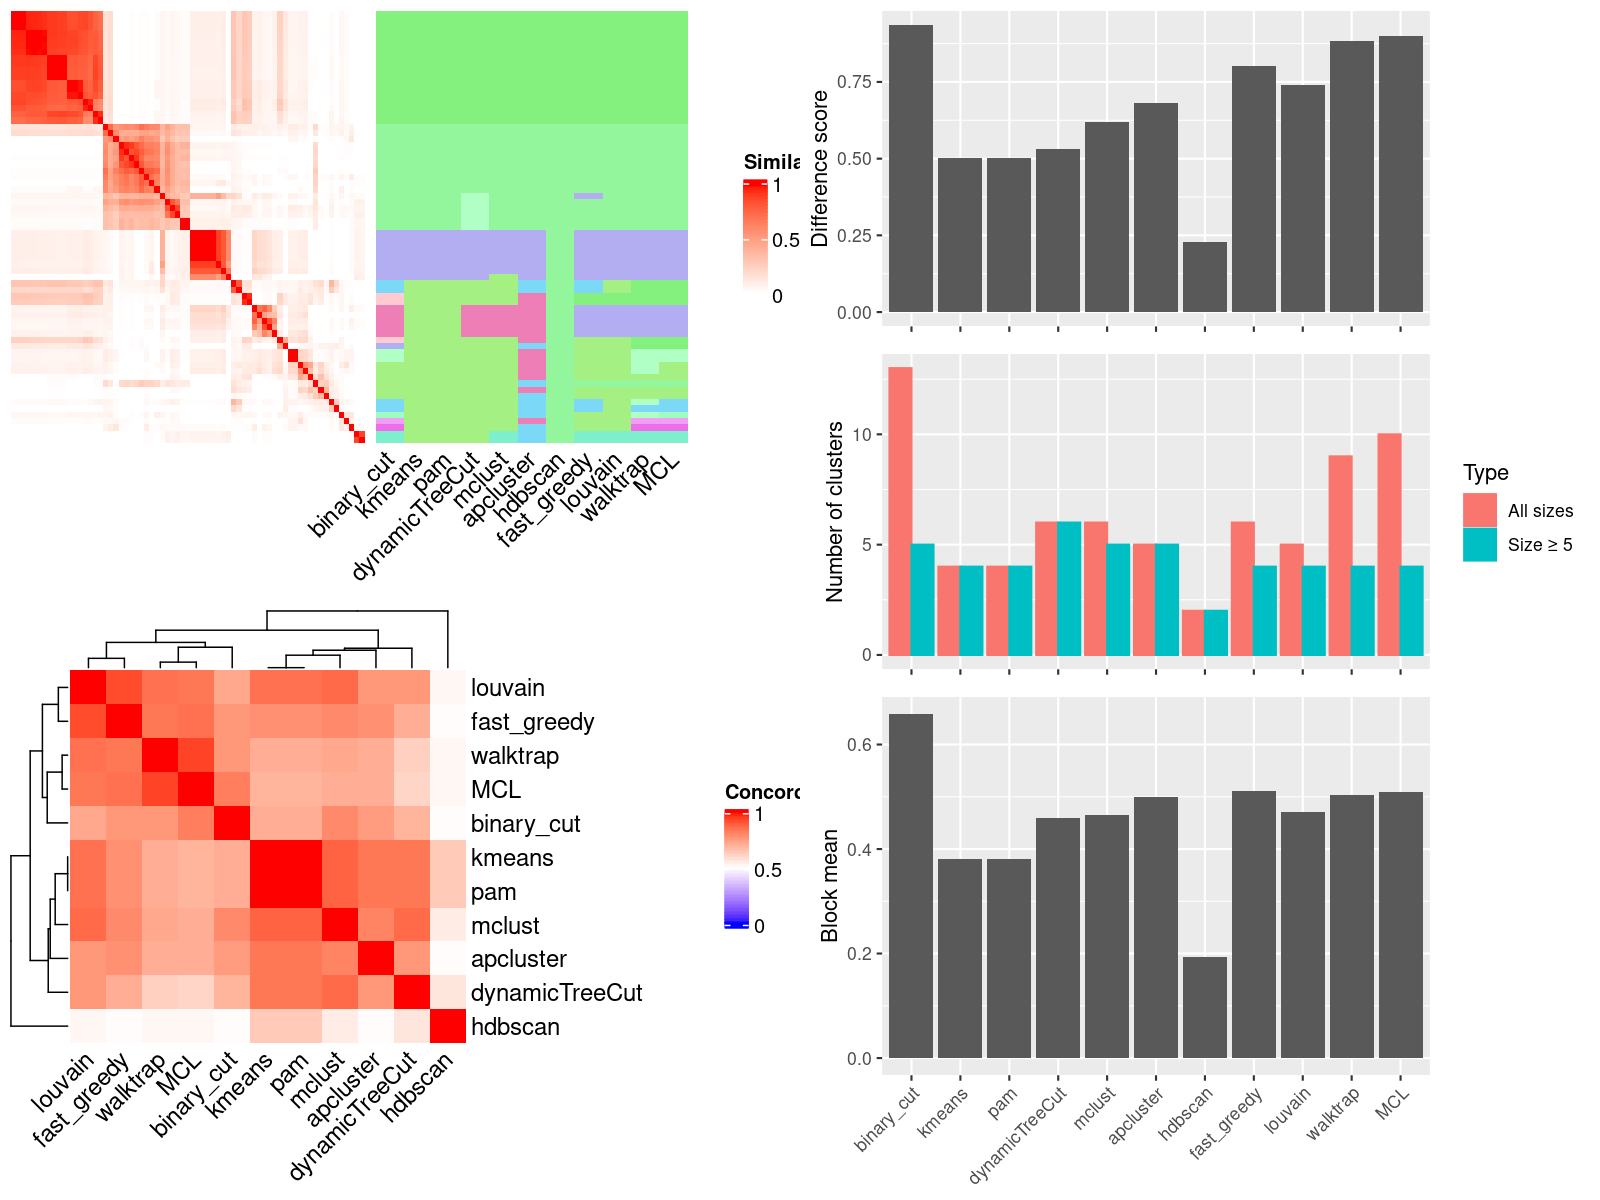 Simila
1
0.5
0
binary_cut
kmeans
pam
dynamicTreeCut
mclust
apcluster
hdbscan
fast_greedy
louvain
walktrap
MCL
Difference score
0.75
0.50
0.25
0.00
Number of clusters
10
5
0
Type
All sizes
Size ≥ 5
louvain
fast_greedy
walktrap
MCL
binary_cut
kmeans
pam
mclust
apcluster
dynamicTreeCut
hdbscan
louvain
fast_greedy
walktrap
MCL
binary_cut
kmeans
pam
mclust
apcluster
dynamicTreeCut
hdbscan
Concord
1
0.5
0
Block mean
0.6
0.4
0.2
0.0
binary_cut
kmeans
pam
dynamicTreeCut
mclust
apcluster
hdbscan
fast_greedy
louvain
walktrap
MCL